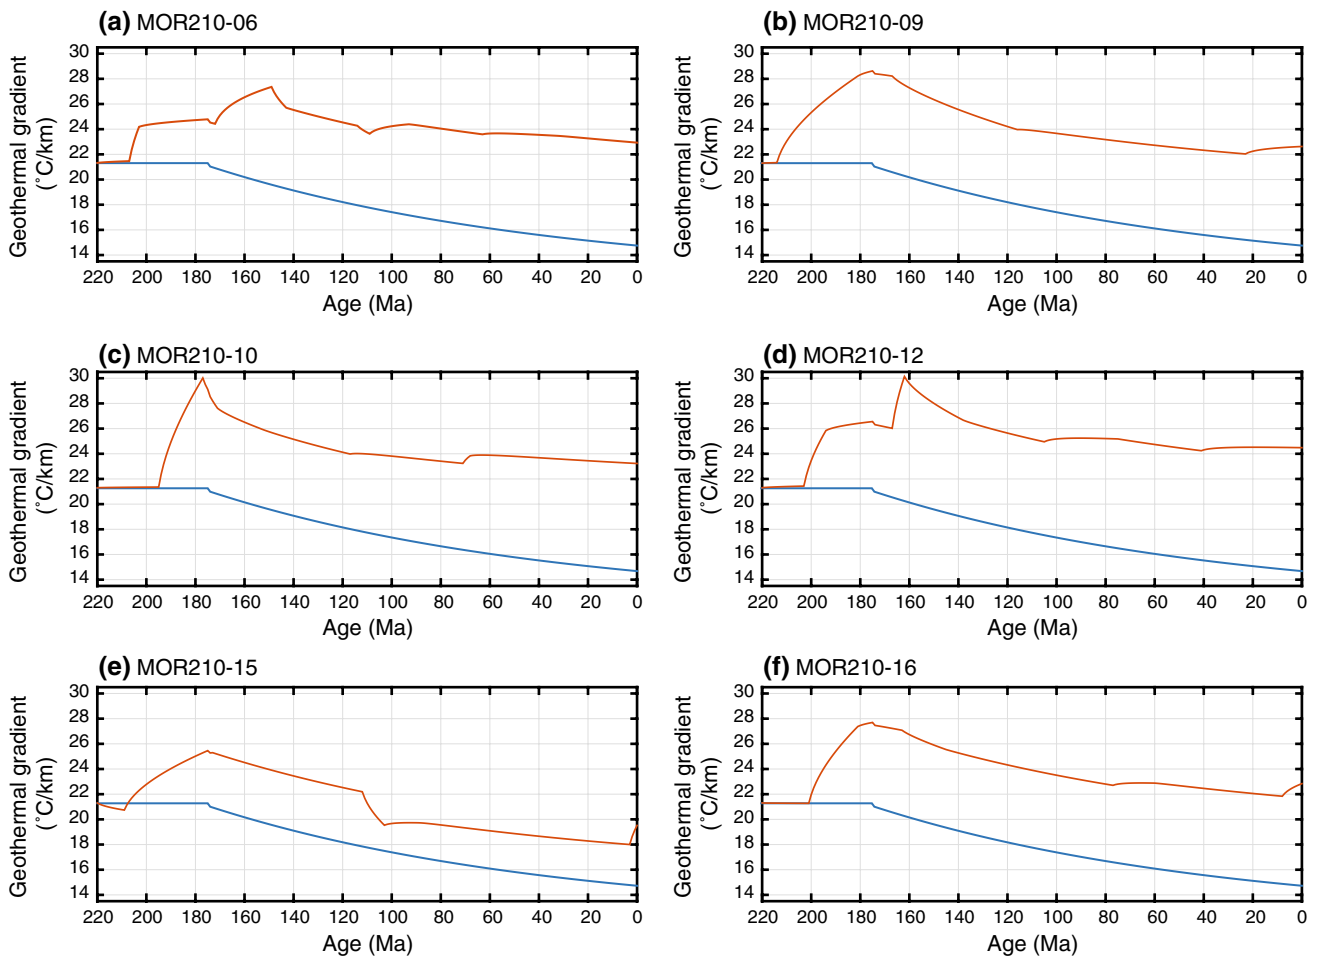 (a) MOR210-06
Geothermal gradient
(˚C/km)
30
28
26
24
22
20
18
16
14
220 200 180 160 140 120 100 80 60 40 20 0
Age (Ma)
(b) MOR210-09
Geothermal gradient
(˚C/km)
30
28
26
24
22
20
18
16
14
220 200 180 160 140 120 100 80 60 40 20 0
Age (Ma)
(c) MOR210-10
Geothermal gradient
(˚C/km)
30
28
26
24
22
20
18
16
14
220 200 180 160 140 120 100 80 60 40 20 0
Age (Ma)
(d) MOR210-12
Geothermal gradient
(˚C/km)
30
28
26
24
22
20
18
16
14
220 200 180 160 140 120 100 80 60 40 20 0
Age (Ma)
(e) MOR210-15
Geothermal gradient
(˚C/km)
30
28
26
24
22
20
18
16
14
220 200 180 160 140 120 100 80 60 40 20 0
Age (Ma)
(f) MOR210-16
Geothermal gradient
(˚C/km)
30
28
26
24
22
20
18
16
14
220 200 180 160 140 120 100 80 60 40 20 0
Age (Ma)